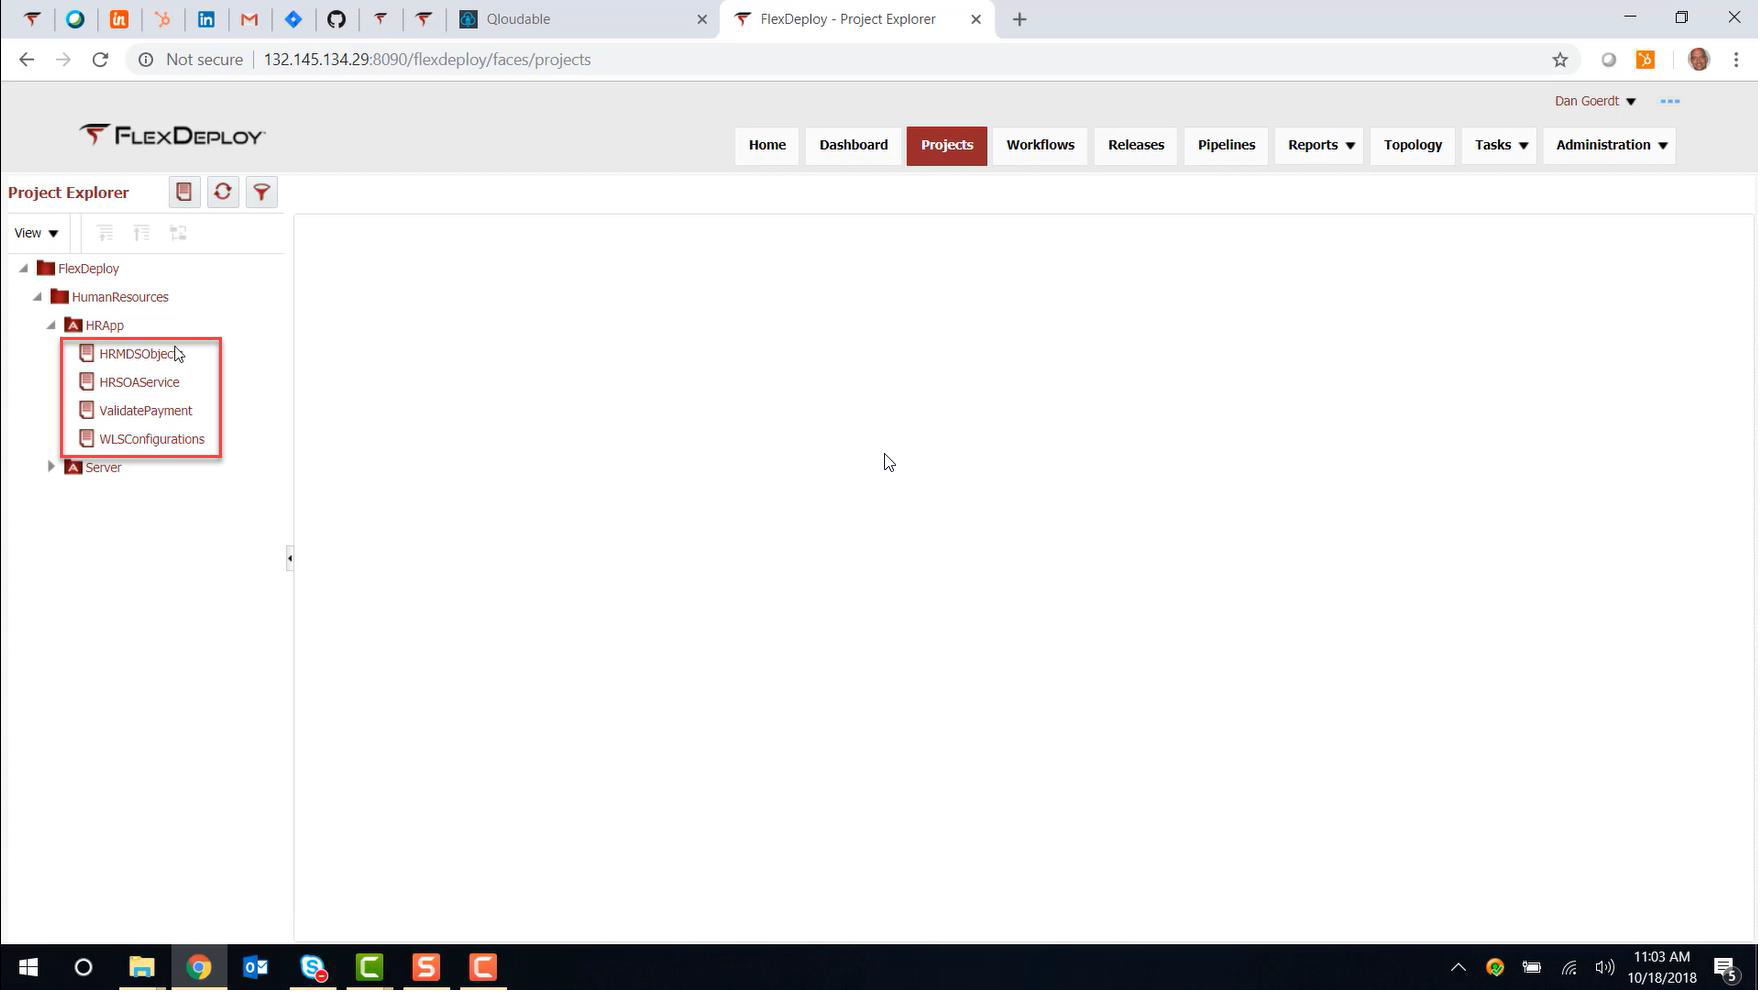 Qloudable
FlexDeploy - Project Explorer
Not secure
132.145.134.29:8090/flexdeploy/faces/projects
Dan Goerdt
FLEXDEPLOY
Home
Dashboard
Projects
Workflows
Releases
Pipelines
Reports
Topology
Tasks
Administration
Project Explorer
View
FlexDeploy
HumanResources
HRApp
HRSOAService
ValidatePayment
WLSConfigurations
Server
11:03 AM
10/18/2018
5